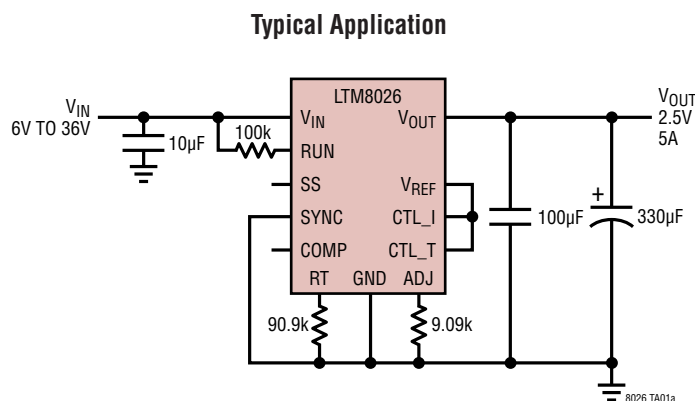 Typical Application
LTM8026
VIN
6V TO 36V
10µF
100k
VIN
RUN
SS
SYNC
COMP
RT
GND
ADJ
VOUT
VREF
CTL_I
CTL_T
VOUT
2.5V
5A
100µF
+
330µF
90.9k
9.09k
8026 TA01a